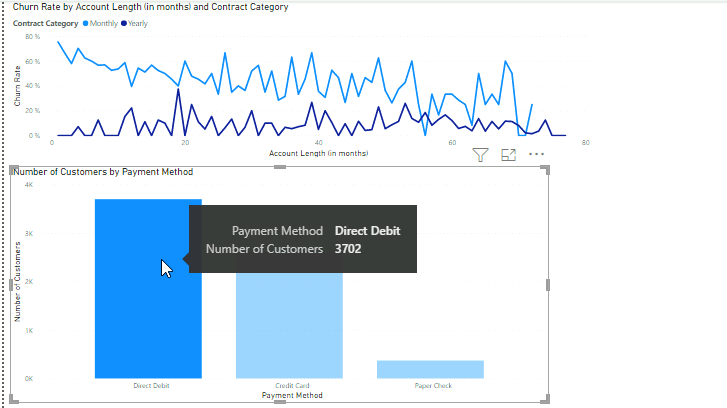 Churn Rate by Account Length (in months) and Contract Category
Contract Category Monthly Yearly
80 %
60 %
40 %
20 %
0 %
Churn Rate
0 20 40 60 80
Account Length (in months)
Number of Customers by Payment Method
4K
3K
2K
1K
0K
Number of Customers
Payment Method Direct Debit
Number of Customers 3702
Direct Debit Credit Card Paper Check
Payment Method